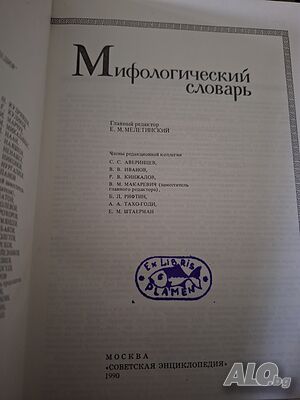 Мифологический
словарь
Главный редактор
Е. М. МЕЛЕТИНСКИЙ
Члены редакционной коллегии
С. С. АВЕРИНЦЕВ,
В. В. ИВАНОВ,
Р. В. КИНЖАЛОВ,
В. М. МАКАРЕВИЧ (заместитель
главного редактора),
Б. Л. РИФТИН,
А. А. ТАХО-ГОДИ,
Е. М. ШТАЕРМАН
Ex Libris
PLAMEN
МОСКВА
«СОВЕТСКАЯ ЭНЦИКЛОПЕДИЯ»
1990
ALO.bg